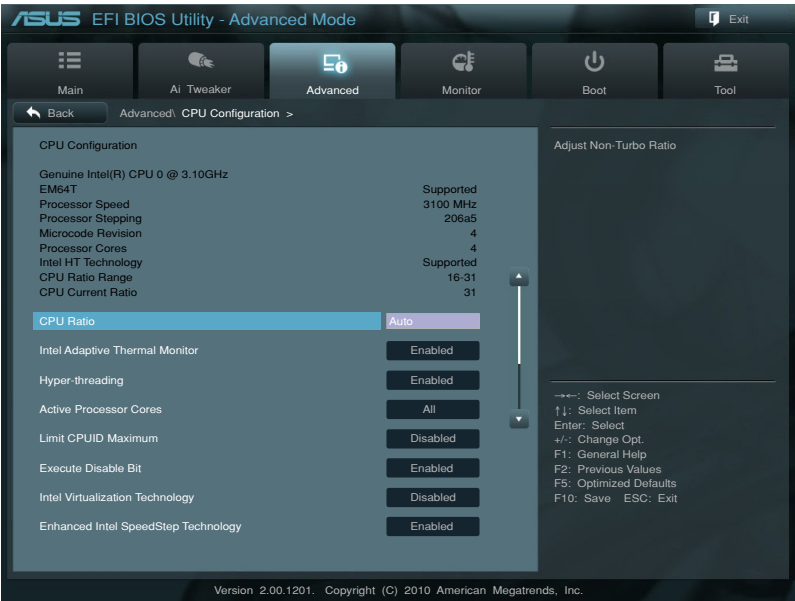 ASUS EFI BIOS Utility - Advanced Mode
Exit
Main
Ai Tweaker
Advanced
Monitor
Boot
Tool
Back
Advanced\ CPU Configuration >
CPU Configuration
Genuine Intel(R) CPU 0 @ 3.10GHz
EM64T Supported
Processor Speed 3100 MHz
Processor Stepping 206a5
Microcode Revision 4
Processor Cores 4
Intel HT Technology Supported
CPU Ratio Range 16-31
CPU Current Ratio 31
CPU Ratio Auto
Intel Adaptive Thermal Monitor Enabled
Hyper-threading Enabled
Active Processor Cores All
Limit CPUID Maximum Disabled
Execute Disable Bit Enabled
Intel Virtualization Technology Disabled
Enhanced Intel SpeedStep Technology Enabled
Adjust Non-Turbo Ratio
→←: Select Screen
↑↓: Select Item
Enter: Select
+/-: Change Opt.
F1: General Help
F2: Previous Values
F5: Optimized Defaults
F10: Save ESC: Exit
Version 2.00.1201. Copyright (C) 2010 American Megatrends, Inc.